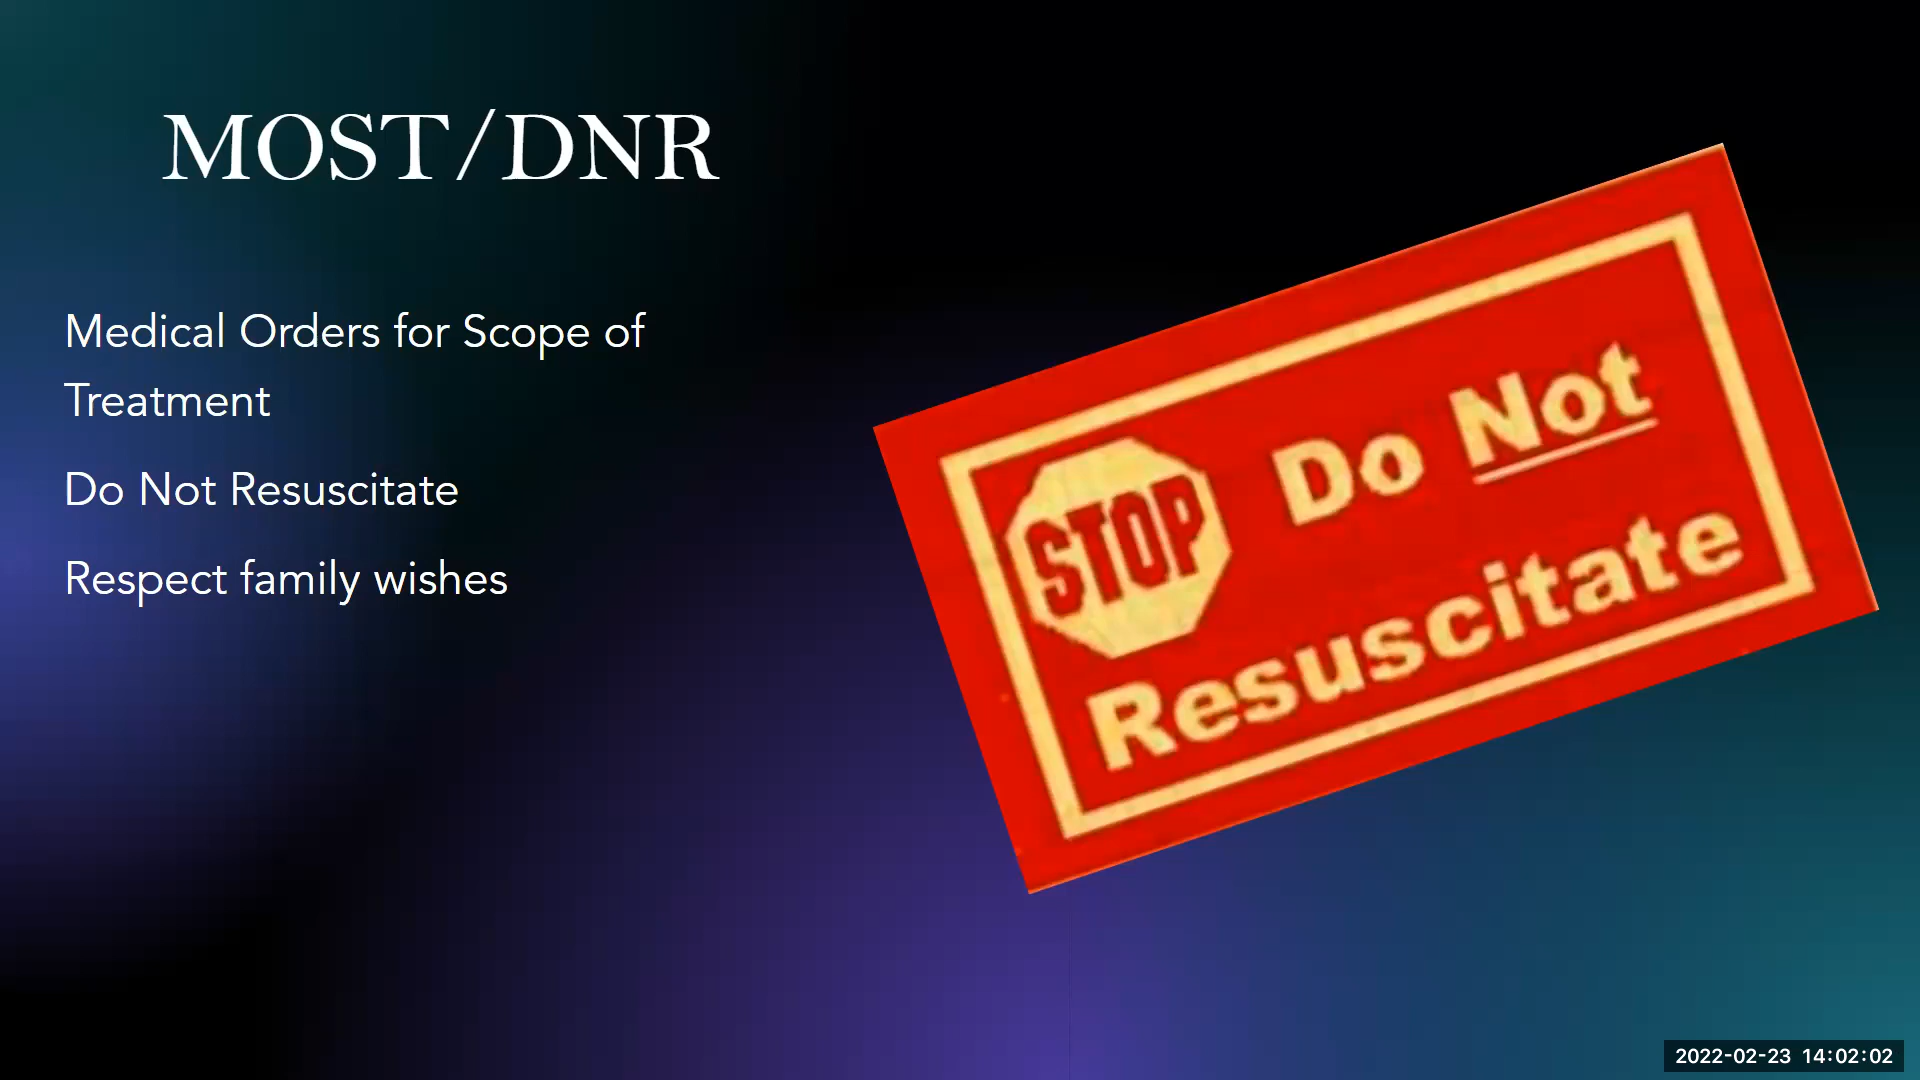 MOST/DNR
Medical Orders for Scope of
Treatment
Do Not Resuscitate
Respect family wishes
STOP
Do Not
Resuscitate
2022-02-23 14:02:02